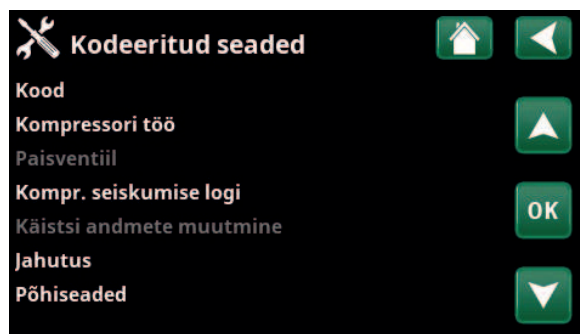 Kodeeritud seaded
Kood
Kompressori töö
Paisventiil
Kompr. seiskumise logi
OK
Käistsi andmete muutmine
Jahutus
Põhiseaded